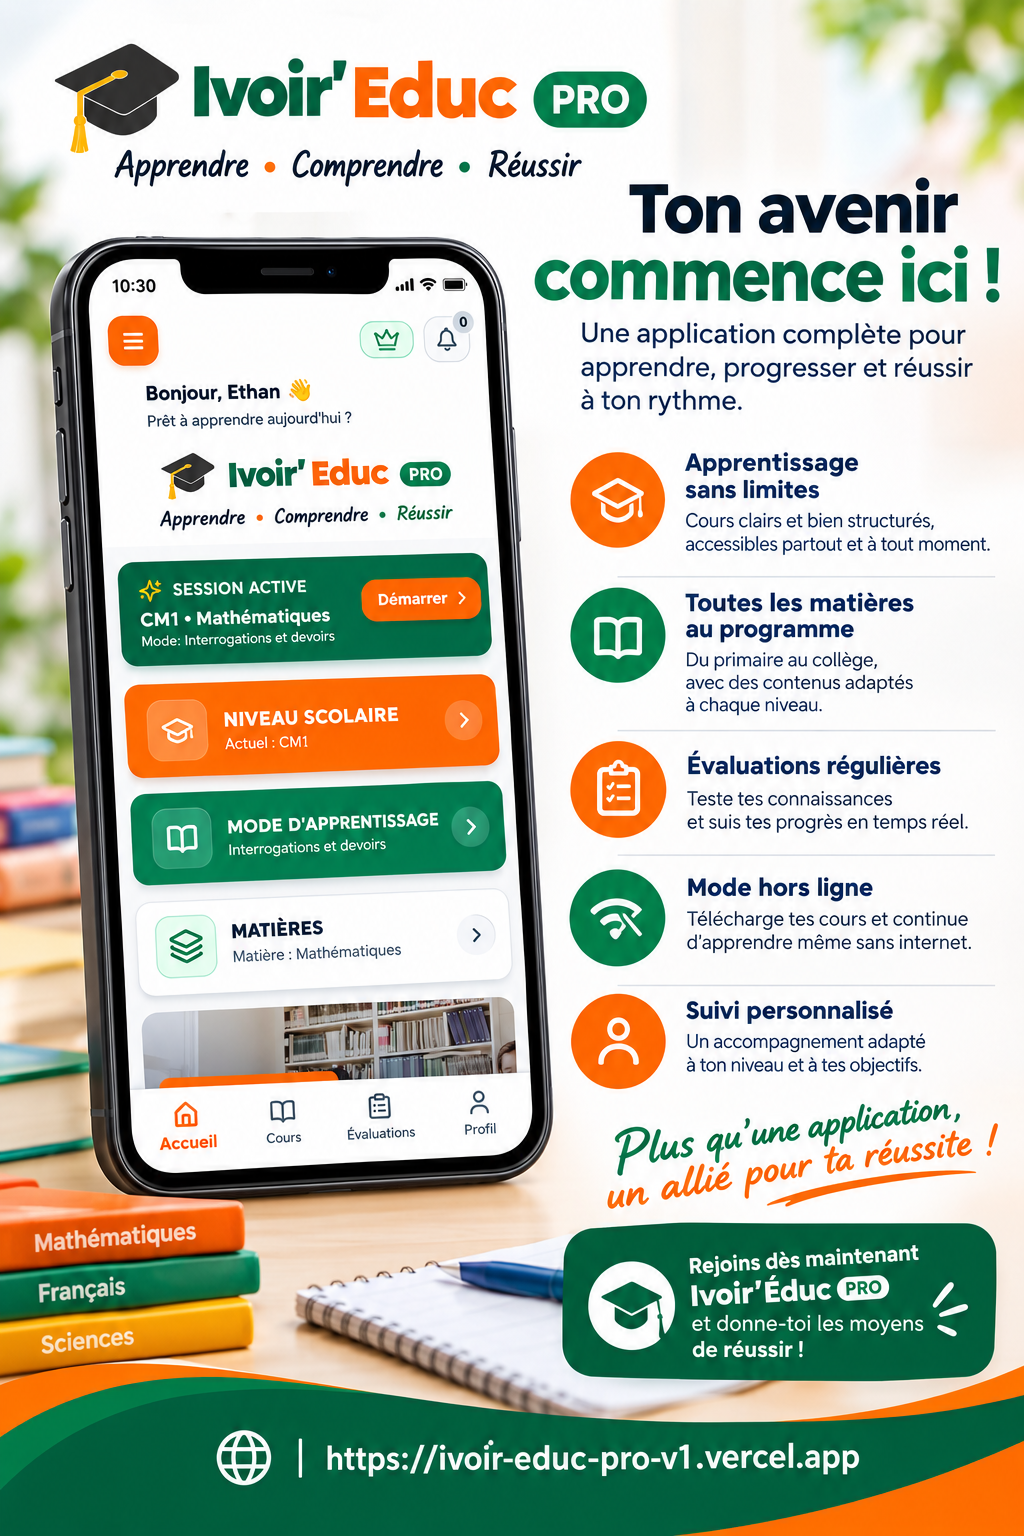 Ivoir'Educ PRO
Apprendre • Comprendre • Réussir
Ton avenir
commence ici !
Une application complète pour
apprendre, progresser et réussir
à ton rythme.
10:30
0
Bonjour, Ethan 👋
Prêt à apprendre aujourd'hui ?
Ivoir'Educ PRO
Apprendre • Comprendre • Réussir
SESSION ACTIVE
CM1 • Mathématiques
Mode: Interrogations et devoirs
Démarrer
NIVEAU SCOLAIRE
Actuel : CM1
MODE D'APPRENTISSAGE
Interrogations et devoirs
MATIÈRES
Matière : Mathématiques
Accueil
Cours
Évaluations
Profil
Apprentissage
sans limites
Cours clairs et bien structurés,
accessibles partout et à tout moment.
Toutes les matières
au programme
Du primaire au collège,
avec des contenus adaptés
à chaque niveau.
Évaluations régulières
Teste tes connaissances
et suis tes progrès en temps réel.
Mode hors ligne
Télécharge tes cours et continue
d'apprendre même sans internet.
Suivi personnalisé
Un accompagnement adapté
à ton niveau et à tes objectifs.
Plus qu'une application,
un allié pour ta réussite !
Mathématiques
Français
Sciences
Rejoins dès maintenant
Ivoir'Éduc PRO
et donne-toi les moyens
de réussir !
https://ivoir-educ-pro-v1.vercel.app